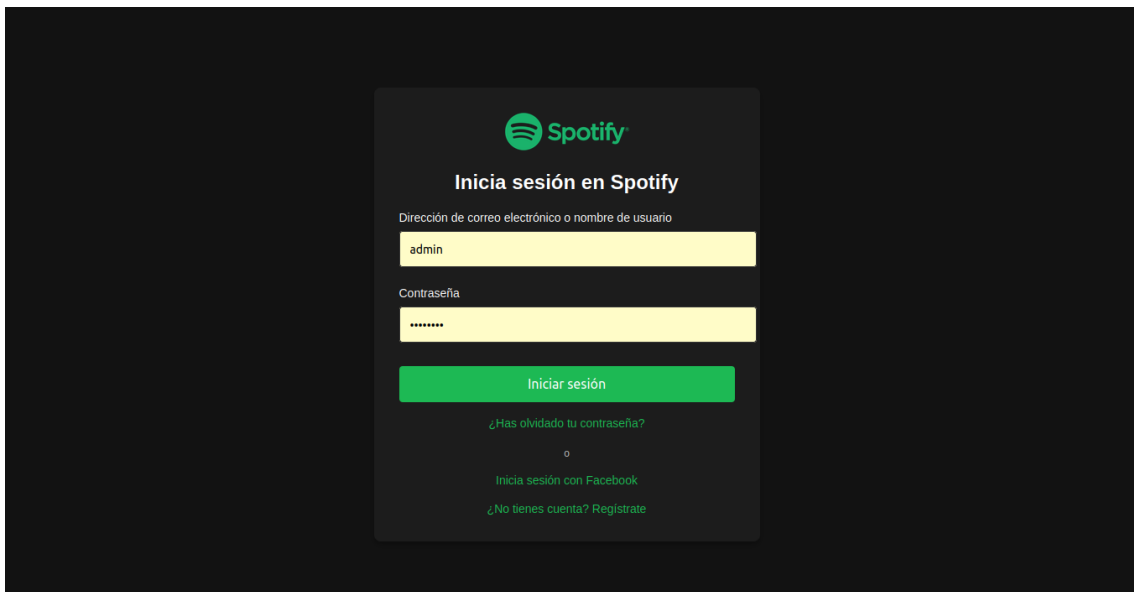 Spotify
Inicia sesión en Spotify
Dirección de correo electrónico o nombre de usuario
admin
Contraseña
••••••••
Iniciar sesión
¿Has olvidado tu contraseña?
o
Inicia sesión con Facebook
¿No tienes cuenta? Regístrate